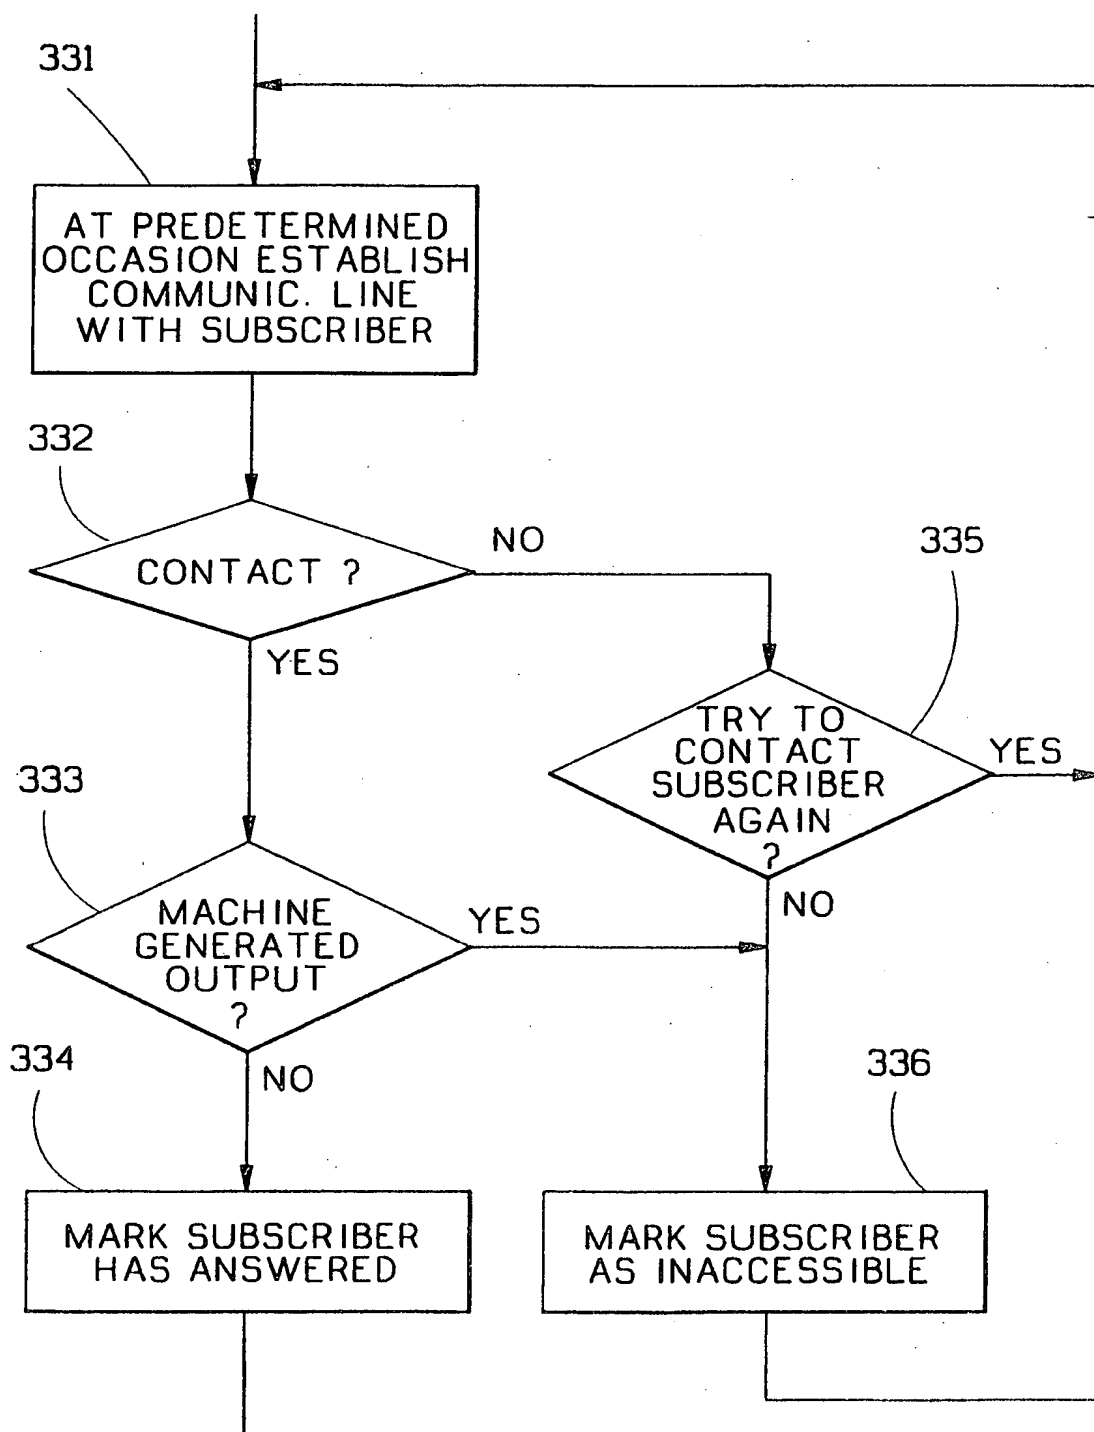 331
AT PREDETERMINED
OCCASION ESTABLISH
COMMUNIC. LINE
WITH SUBSCRIBER
332
CONTACT ?
NO
YES
335
TRY TO
CONTACT
SUBSCRIBER
AGAIN
?
YES
NO
333
MACHINE
GENERATED
OUTPUT
?
YES
NO
334
MARK SUBSCRIBER
HAS ANSWERED
336
MARK SUBSCRIBER
AS INACCESSIBLE